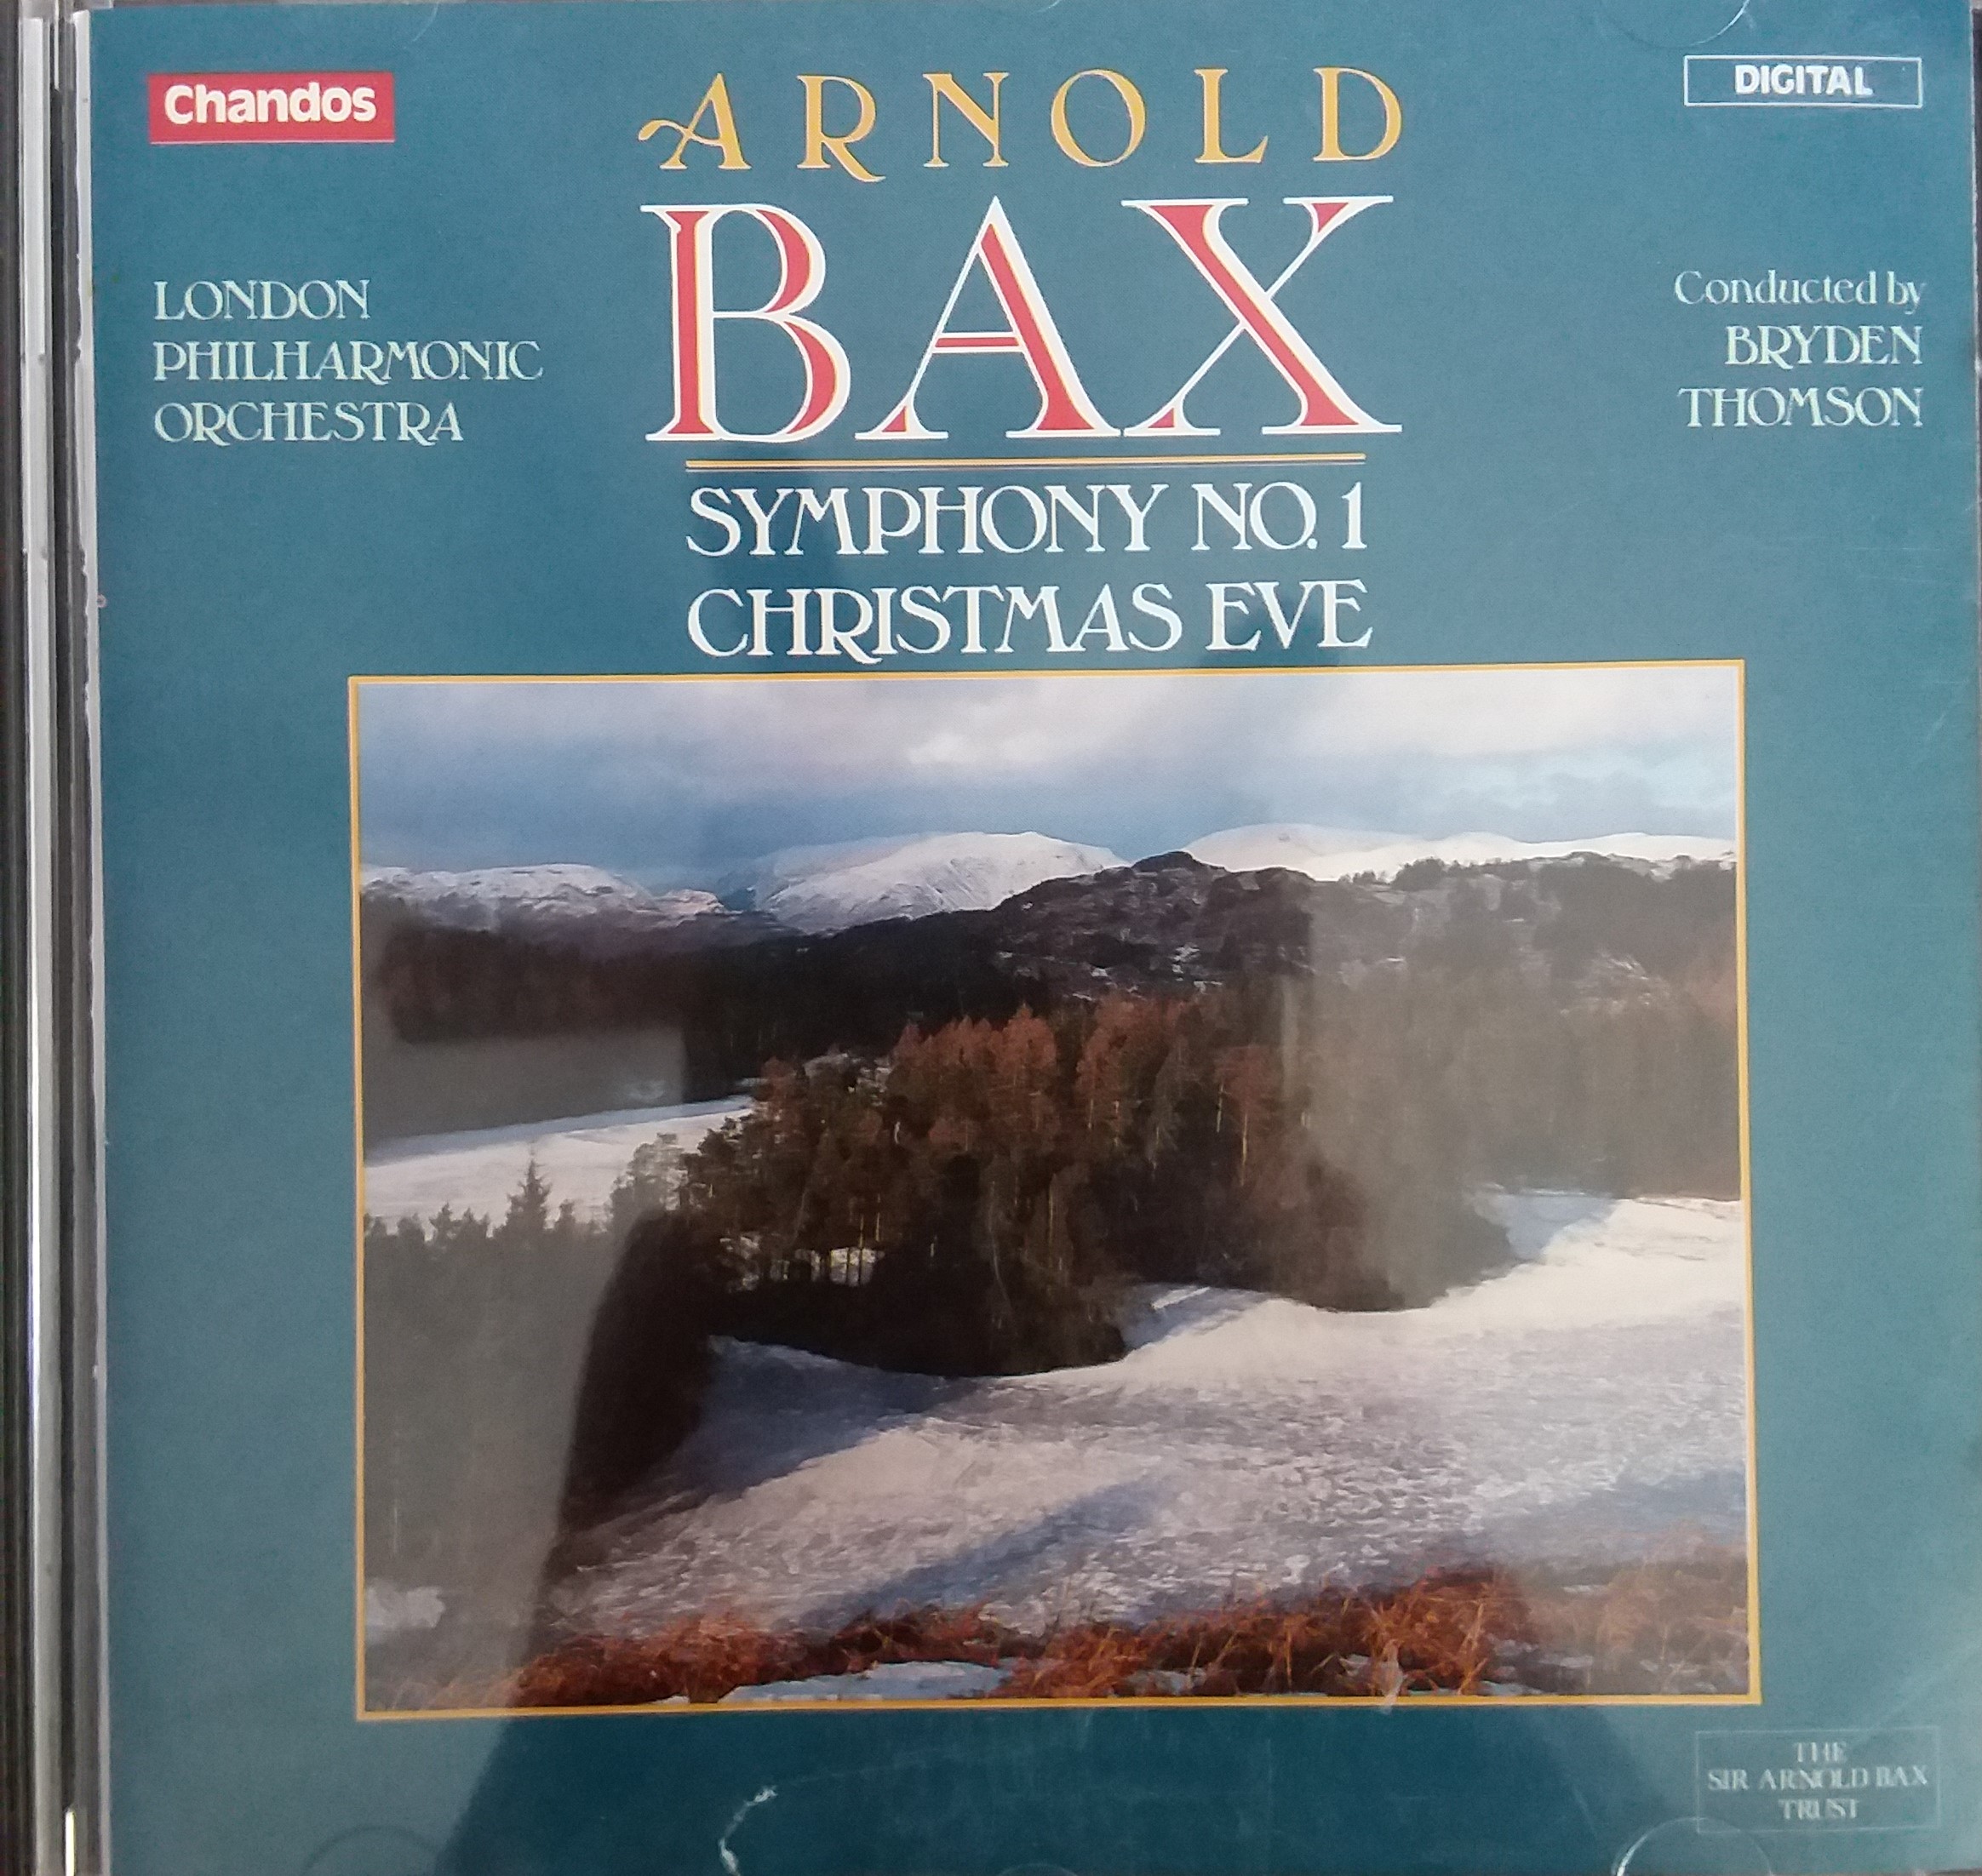 Chandos
DIGITAL
ARNOLD
BAX
LONDON
PHILHARMONIC
ORCHESTRA
Conducted by
BRYDEN
THOMSON
SYMPHONY NO. 1
CHRISTMAS EVE
THE
SIR ARNOLD BAX
TRUST